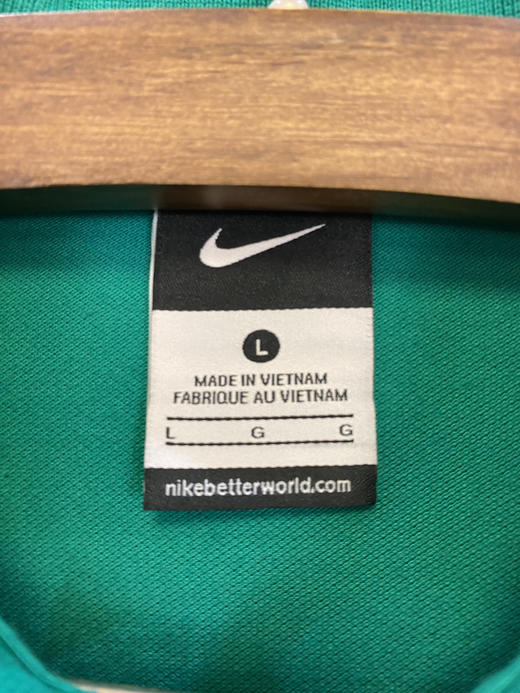 L
MADE IN VIETNAM
FABRIQUE AU VIETNAM
L G G
nikebetterworld.com